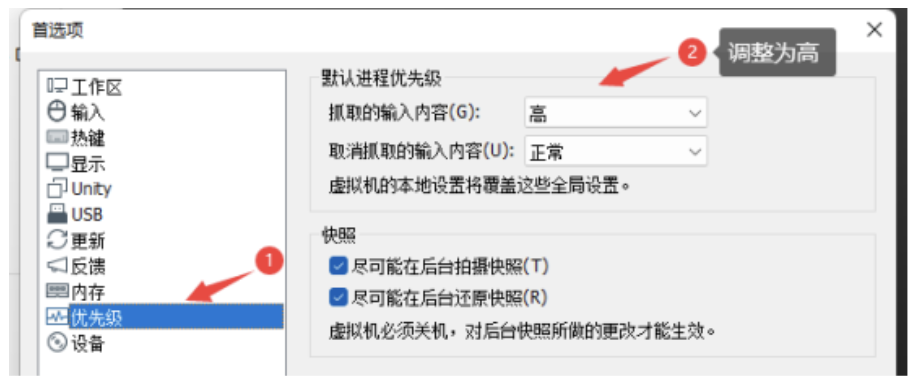 首选项
2 调整为高
工作区
输入
热键
显示
Unity
USB
更新
反馈
1
内存
优先级
设备
默认进程优先级
抓取的输入内容(G): 高
取消抓取的输入内容(U): 正常
虚拟机的本地设置将覆盖这些全局设置。
快照
尽可能在后台拍摄快照(T)
尽可能在后台还原快照(R)
虚拟机必须关机，对后台快照所做的更改才能生效。